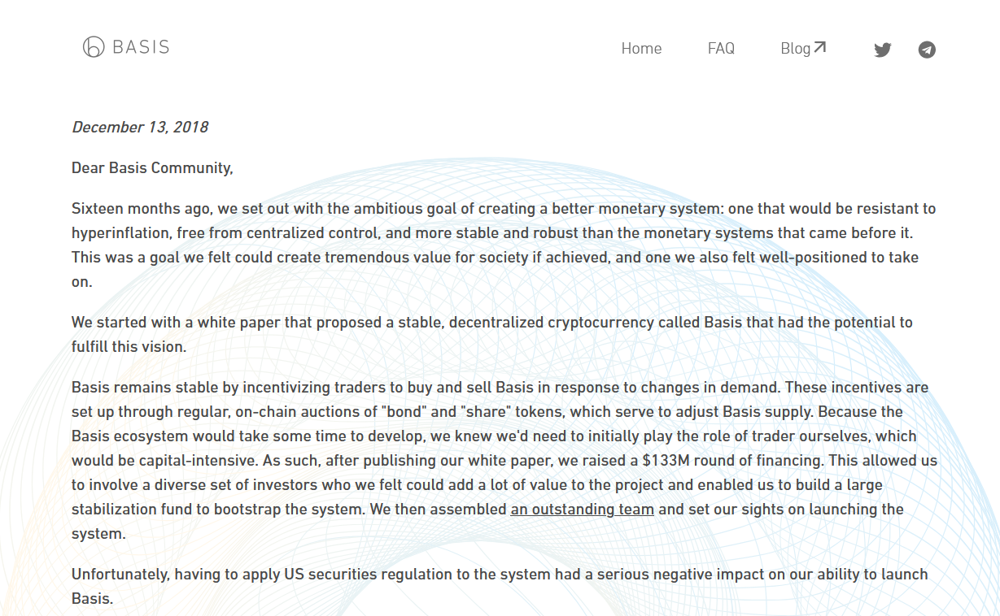 BASIS
Home
FAQ
Blog
December 13, 2018
Dear Basis Community,
Sixteen months ago, we set out with the ambitious goal of creating a better monetary system: one that would be resistant to
hyperinflation, free from centralized control, and more stable and robust than the monetary systems that came before it.
This was a goal we felt could create tremendous value for society if achieved, and one we also felt well-positioned to take
on.
We started with a white paper that proposed a stable, decentralized cryptocurrency called Basis that had the potential to
fulfill this vision.
Basis remains stable by incentivizing traders to buy and sell Basis in response to changes in demand. These incentives are
set up through regular, on-chain auctions of "bond" and "share" tokens, which serve to adjust Basis supply. Because the
Basis ecosystem would take some time to develop, we knew we'd need to initially play the role of trader ourselves, which
would be capital-intensive. As such, after publishing our white paper, we raised a $133M round of financing. This allowed us
to involve a diverse set of investors who we felt could add a lot of value to the project and enabled us to build a large
stabilization fund to bootstrap the system. We then assembled an outstanding team and set our sights on launching the
system.
Unfortunately, having to apply US securities regulation to the system had a serious negative impact on our ability to launch
Basis.